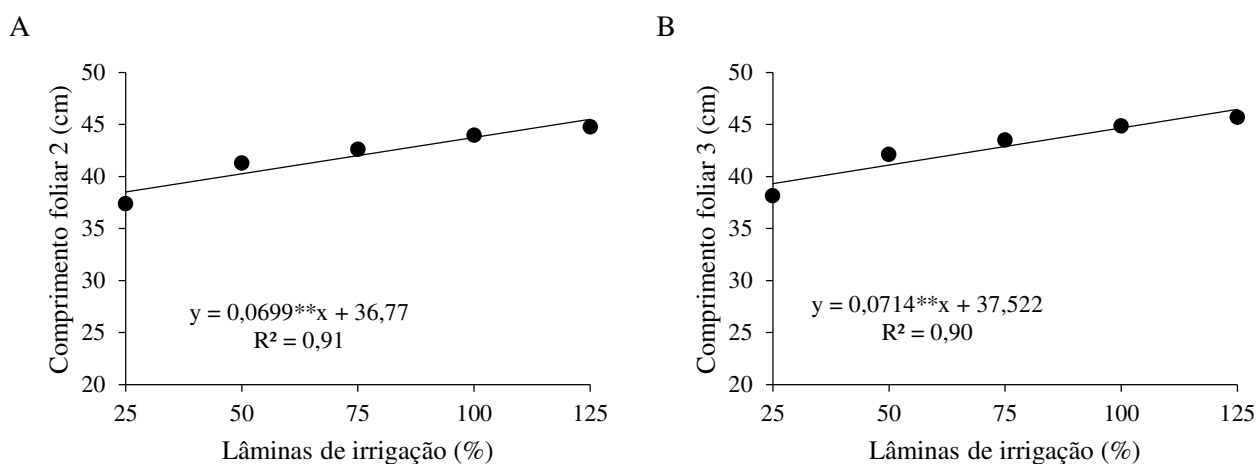 A
50
45
40
35
30
25
20
Comprimento foliar 2 (cm)
y = 0,0699**x + 36,77
R² = 0,91
25 50 75 100 125
Lâminas de irrigação (%)
B
50
45
40
35
30
25
20
Comprimento foliar 3 (cm)
y = 0,0714**x + 37,522
R² = 0,90
25 50 75 100 125
Lâminas de irrigação (%)